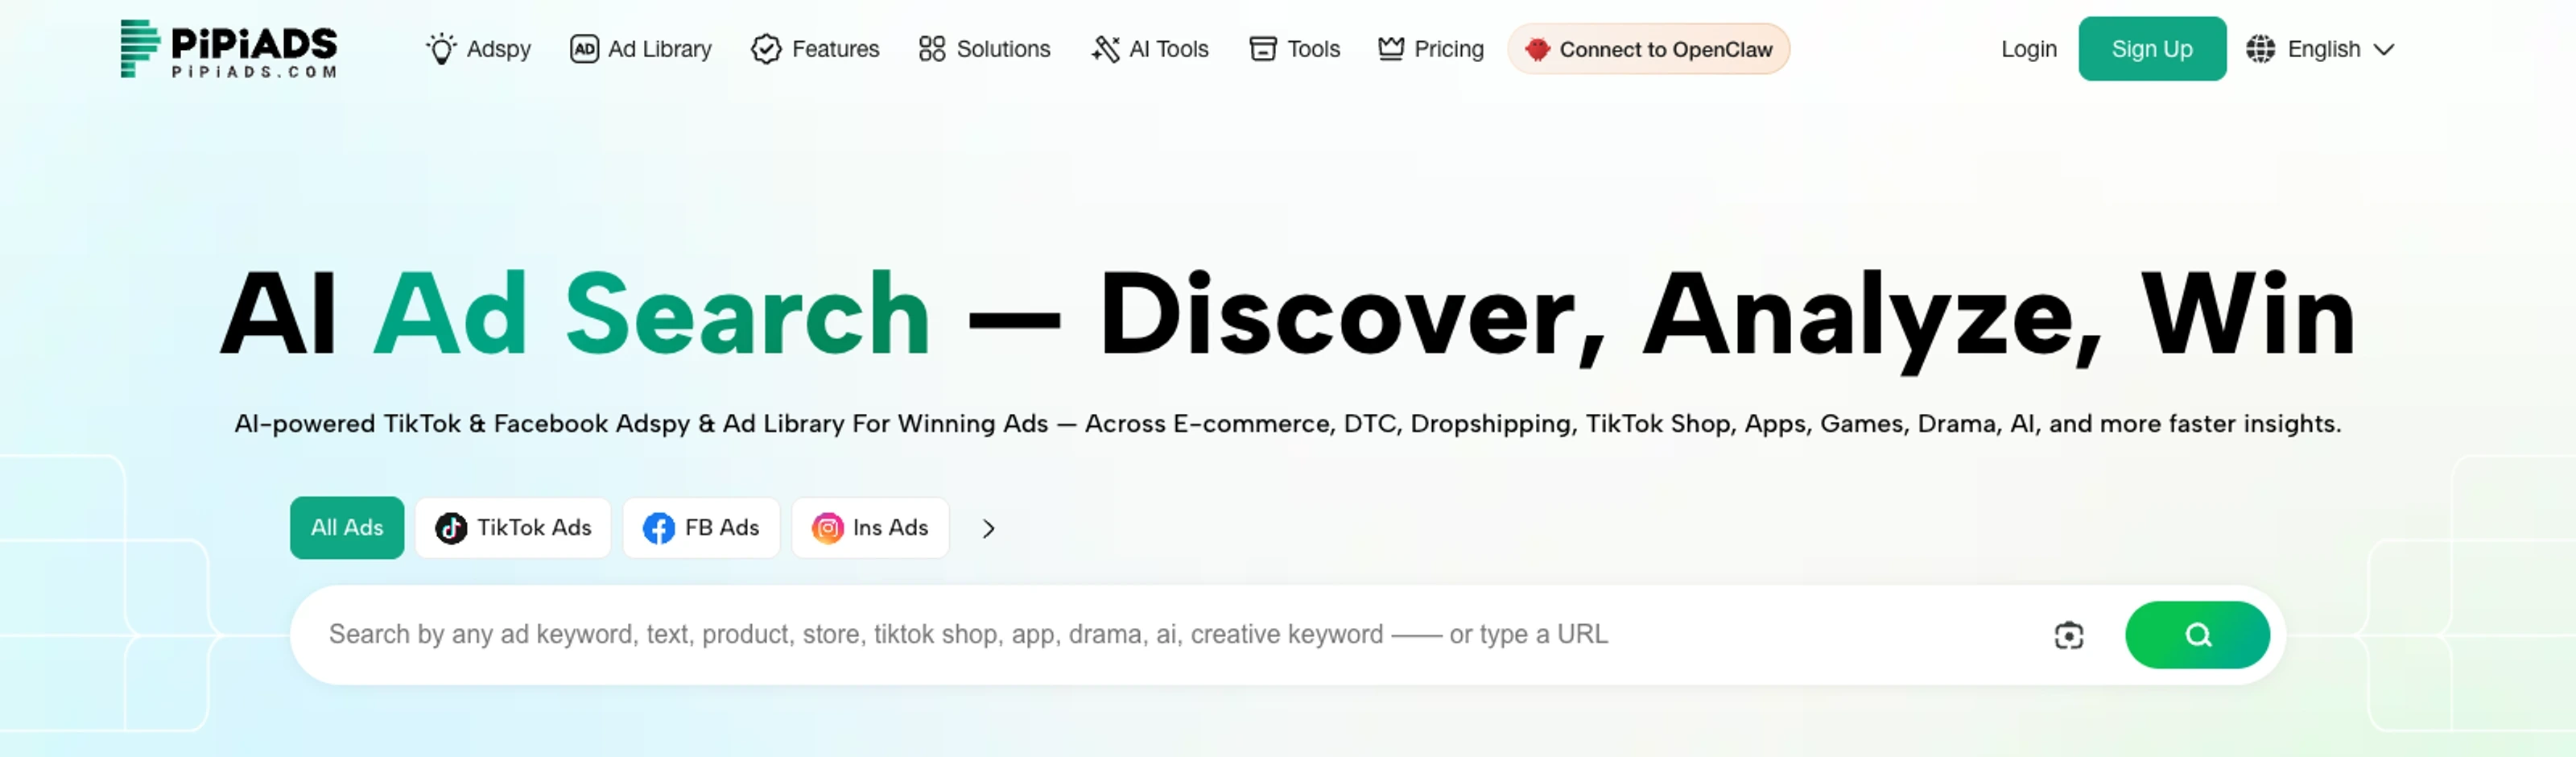 PiPiADS
PiPiADS.COM
Adspy
AD
Ad Library
Features
Solutions
AI Tools
Tools
Pricing
Connect to OpenClaw
Login
Sign Up
English
AI Ad Search — Discover, Analyze, Win
AI-powered TikTok & Facebook Adspy & Ad Library For Winning Ads — Across E-commerce, DTC, Dropshipping, TikTok Shop, Apps, Games, Drama, AI, and more faster insights.
All Ads
TikTok Ads
FB Ads
Ins Ads
Search by any ad keyword, text, product, store, tiktok shop, app, drama, ai, creative keyword —— or type a URL